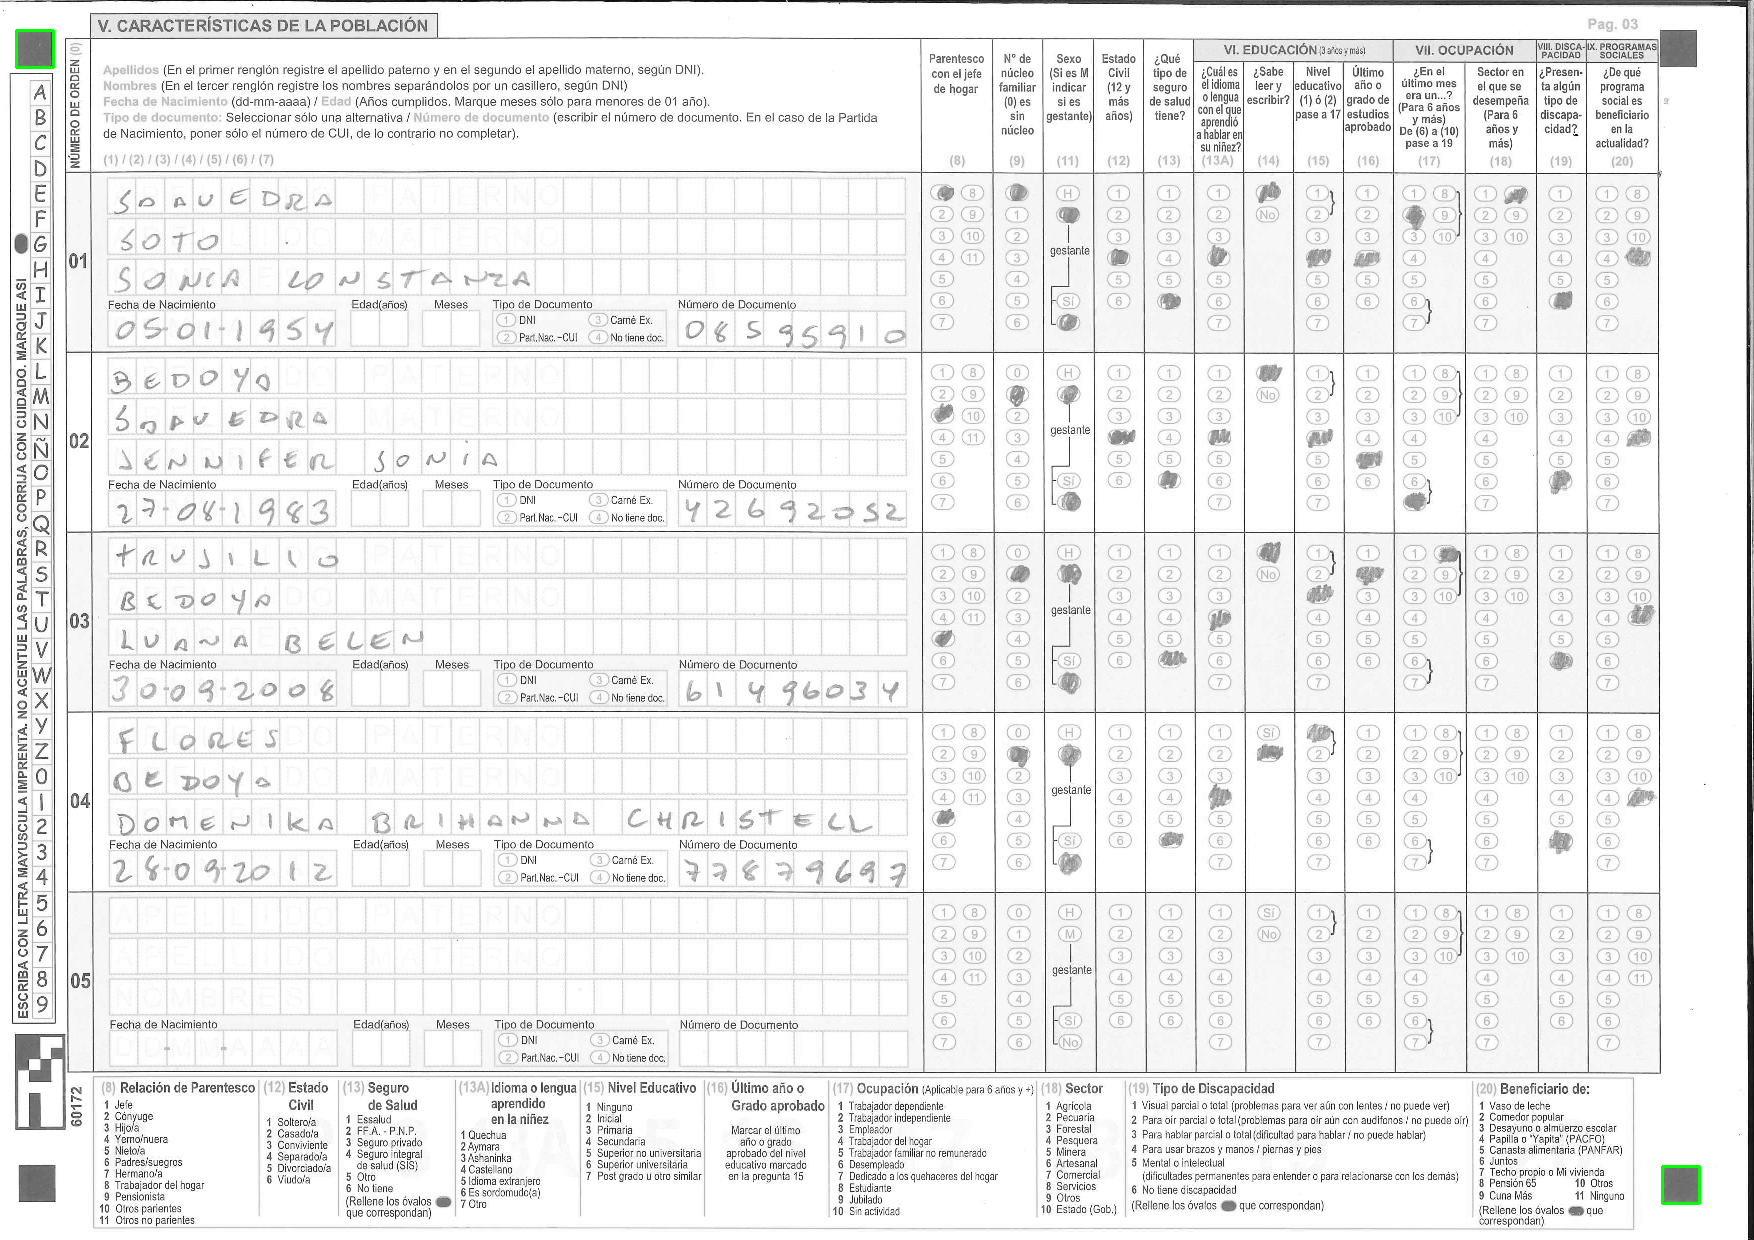 V. CARACTERÍSTICAS DE LA POBLACIÓN
Pag. 03
ESCRIBA CON LETRA MAYUSCULA IMPRENTA. NO ACENTUE LAS PALABRAS, CORRIJA CON CUIDADO. MARQUE ASI
A B C D E F G H I J K L M N Ñ O P Q R S T U V W X Y Z 0 1 2 3 4 5 6 7 8 9
NÚMERO DE ORDEN (0)
Apellidos (En el primer renglón registre el apellido paterno y en el segundo el apellido materno, según DNI).
Nombres (En el tercer renglón registre los nombres separándolos por un casillero, según DNI)
Fecha de Nacimiento (dd-mm-aaaa) / Edad (Años cumplidos. Marque meses sólo para menores de 01 año).
Tipo de documento: Seleccionar sólo una alternativa / Número de documento (escribir el número de documento. En el caso de la Partida
de Nacimiento, poner sólo el número de CUI, de lo contrario no completar).
(1) / (2) / (3) / (4) / (5) / (6) / (7)
Parentesco con el jefe de hogar (8)
N° de núcleo familiar (0) es sin núcleo (9)
Sexo (Si es M indicar si es gestante) (11)
Estado Civil (12 y más años) (12)
¿Qué tipo de seguro de salud tiene? (13)
VI. EDUCACIÓN (3 años y más)
¿Cuál es el idioma o lengua con el que aprendió a hablar en su niñez? (13A)
¿Sabe leer y escribir? (14)
Nivel educativo (1) ó (2) pase a 17 (15)
Último año o grado de estudios aprobado (16)
VII. OCUPACIÓN
¿En el último mes era un...? (Para 6 años y más) De (6) a (10) pase a 19 (17)
Sector en el que se desempeña (Para 6 años y más) (18)
VIII. DISCAPACIDAD
¿Presenta algún tipo de discapacidad? (19)
IX. PROGRAMAS SOCIALES
¿De qué programa social es beneficiario en la actualidad? (20)
01
SAAVEDRA
SOTO
SONIA CONSTANZA
Fecha de Nacimiento Edad(años) Meses Tipo de Documento Número de Documento
1 DNI 3 Carné Ex.
2 Part.Nac.-CUI 4 No tiene doc.
05-01-1954 08595910
gestante
02
BEDOYA
SAAVEDRA
JENNIFER SONIA
Fecha de Nacimiento Edad(años) Meses Tipo de Documento Número de Documento
1 DNI 3 Carné Ex.
2 Part.Nac.-CUI 4 No tiene doc.
27-08-1983 42692052
gestante
03
TRUJILLO
BEDOYA
LUANA BELEN
Fecha de Nacimiento Edad(años) Meses Tipo de Documento Número de Documento
1 DNI 3 Carné Ex.
2 Part.Nac.-CUI 4 No tiene doc.
30-09-2008 61496034
gestante
04
FLORES
BEDOYA
DOMENIKA BRIHANNA CHRISTELL
Fecha de Nacimiento Edad(años) Meses Tipo de Documento Número de Documento
1 DNI 3 Carné Ex.
2 Part.Nac.-CUI 4 No tiene doc.
28-09-2012 77879697
gestante
05
APELLIDO PATERNO
APELLIDO MATERNO
NOMBRES
Fecha de Nacimiento Edad(años) Meses Tipo de Documento Número de Documento
1 DNI 3 Carné Ex.
2 Part.Nac.-CUI 4 No tiene doc.
gestante
60172
(8) Relación de Parentesco
1 Jefe
2 Cónyuge
3 Hijo/a
4 Yerno/nuera
5 Nieto/a
6 Padres/suegros
7 Hermano/a
8 Trabajador del hogar
9 Pensionista
10 Otros parientes
11 Otros no parientes
(12) Estado Civil
1 Soltero/a
2 Casado/a
3 Conviviente
4 Separado/a
5 Divorciado/a
6 Viudo/a
(13) Seguro de Salud
1 Essalud
2 FF.A. - P.N.P.
3 Seguro privado
4 Seguro integral de salud (SIS)
5 Otro
6 No tiene
(Rellene los óvalos que correspondan)
(13A) Idioma o lengua aprendido en la niñez
1 Quechua
2 Aymara
3 Ashaninka
4 Castellano
5 Idioma extranjero
6 Es sordomudo(a)
7 Otro
(15) Nivel Educativo
1 Ninguno
2 Inicial
3 Primaria
4 Secundaria
5 Superior no universitaria
6 Superior universitaria
7 Post grado u otro similar
(16) Último año o Grado aprobado
Marcar el último año o grado aprobado del nivel educativo marcado en la pregunta 15
(17) Ocupación (Aplicable para 6 años y +)
1 Trabajador dependiente
2 Trabajador independiente
3 Empleador
4 Trabajador del hogar
5 Trabajador familiar no remunerado
6 Desempleado
7 Dedicado a los quehaceres del hogar
8 Estudiante
9 Jubilado
10 Sin actividad
(18) Sector
1 Agrícola
2 Pecuaria
3 Forestal
4 Pesquera
5 Minera
6 Artesanal
7 Comercial
8 Servicios
9 Otros
10 Estado (Gob.)
(19) Tipo de Discapacidad
1 Visual parcial o total (problemas para ver aún con lentes / no puede ver)
2 Para oir parcial o total (problemas para oír aún con audífonos / no puede oír)
3 Para hablar parcial o total (dificultad para hablar / no puede hablar)
4 Para usar brazos y manos / piernas y pies
5 Mental o intelectual
(dificultades permanentes para entender o para relacionarse con los demás)
6 No tiene discapacidad
(Rellene los óvalos que correspondan)
(20) Beneficiario de:
1 Vaso de leche
2 Comedor popular
3 Desayuno o almuerzo escolar
4 Papilla o "Yapita" (PACFO)
5 Canasta alimentaria (PANFAR)
6 Juntos
7 Techo propio o Mi vivienda
8 Pensión 65 10 Otros
9 Cuna Más 11 Ninguno
(Rellene los óvalos que correspondan)